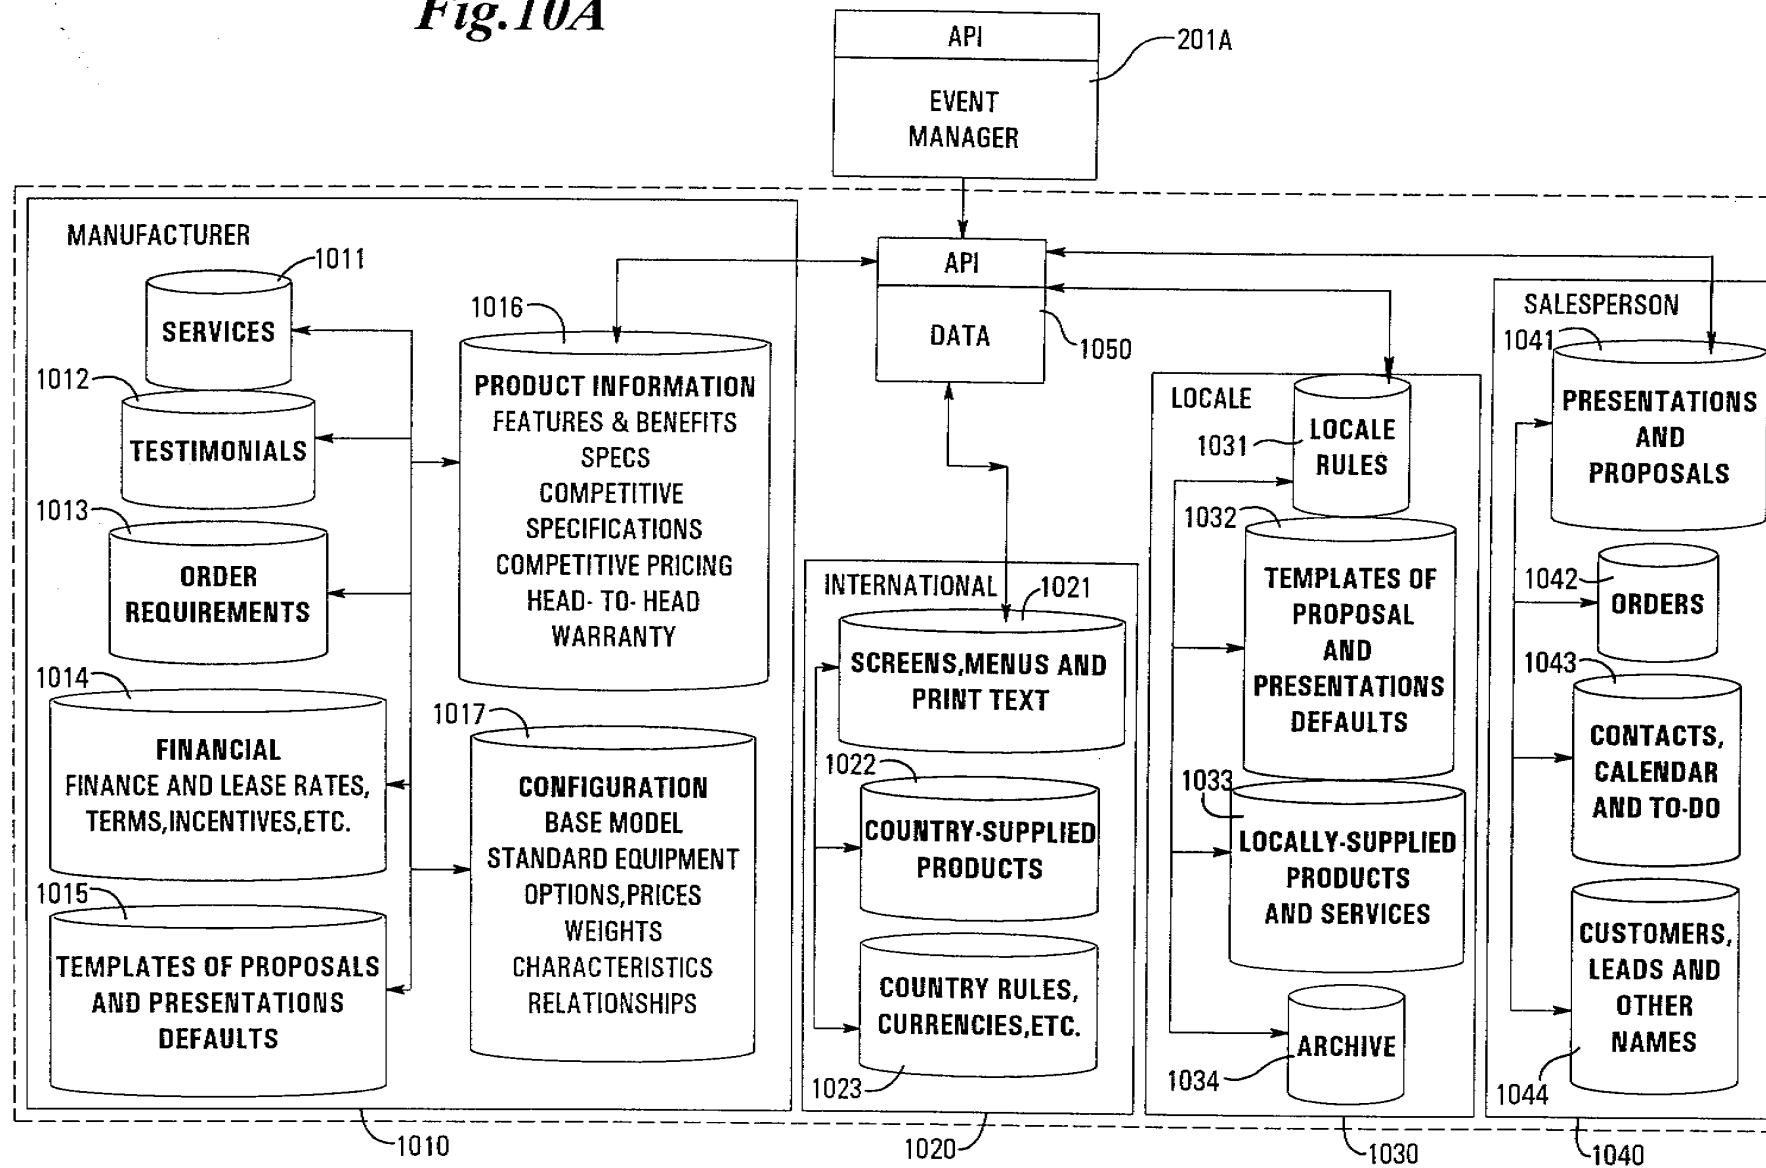 Fig.10A
API
201A
EVENT
MANAGER
MANUFACTURER
1011
SERVICES
1012
TESTIMONIALS
1013
ORDER
REQUIREMENTS
1014
FINANCIAL
FINANCE AND LEASE RATES,
TERMS,INCENTIVES,ETC.
1015
TEMPLATES OF PROPOSALS
AND PRESENTATIONS
DEFAULTS
1016
PRODUCT INFORMATION
FEATURES & BENEFITS
SPECS
COMPETITIVE
SPECIFICATIONS
COMPETITIVE PRICING
HEAD- TO- HEAD
WARRANTY
1017
CONFIGURATION
BASE MODEL
STANDARD EQUIPMENT
OPTIONS,PRICES
WEIGHTS
CHARACTERISTICS
RELATIONSHIPS
1010
API
DATA
1050
INTERNATIONAL
1021
SCREENS,MENUS AND
PRINT TEXT
1022
COUNTRY-SUPPLIED
PRODUCTS
COUNTRY RULES,
CURRENCIES,ETC.
1023
1020
LOCALE
1031
LOCALE
RULES
1032
TEMPLATES OF
PROPOSAL
AND
PRESENTATIONS
DEFAULTS
1033
LOCALLY-SUPPLIED
PRODUCTS
AND SERVICES
ARCHIVE
1034
1030
SALESPERSON
1041
PRESENTATIONS
AND
PROPOSALS
1042
ORDERS
1043
CONTACTS,
CALENDAR
AND TO-DO
CUSTOMERS,
LEADS AND
OTHER
NAMES
1044
1040